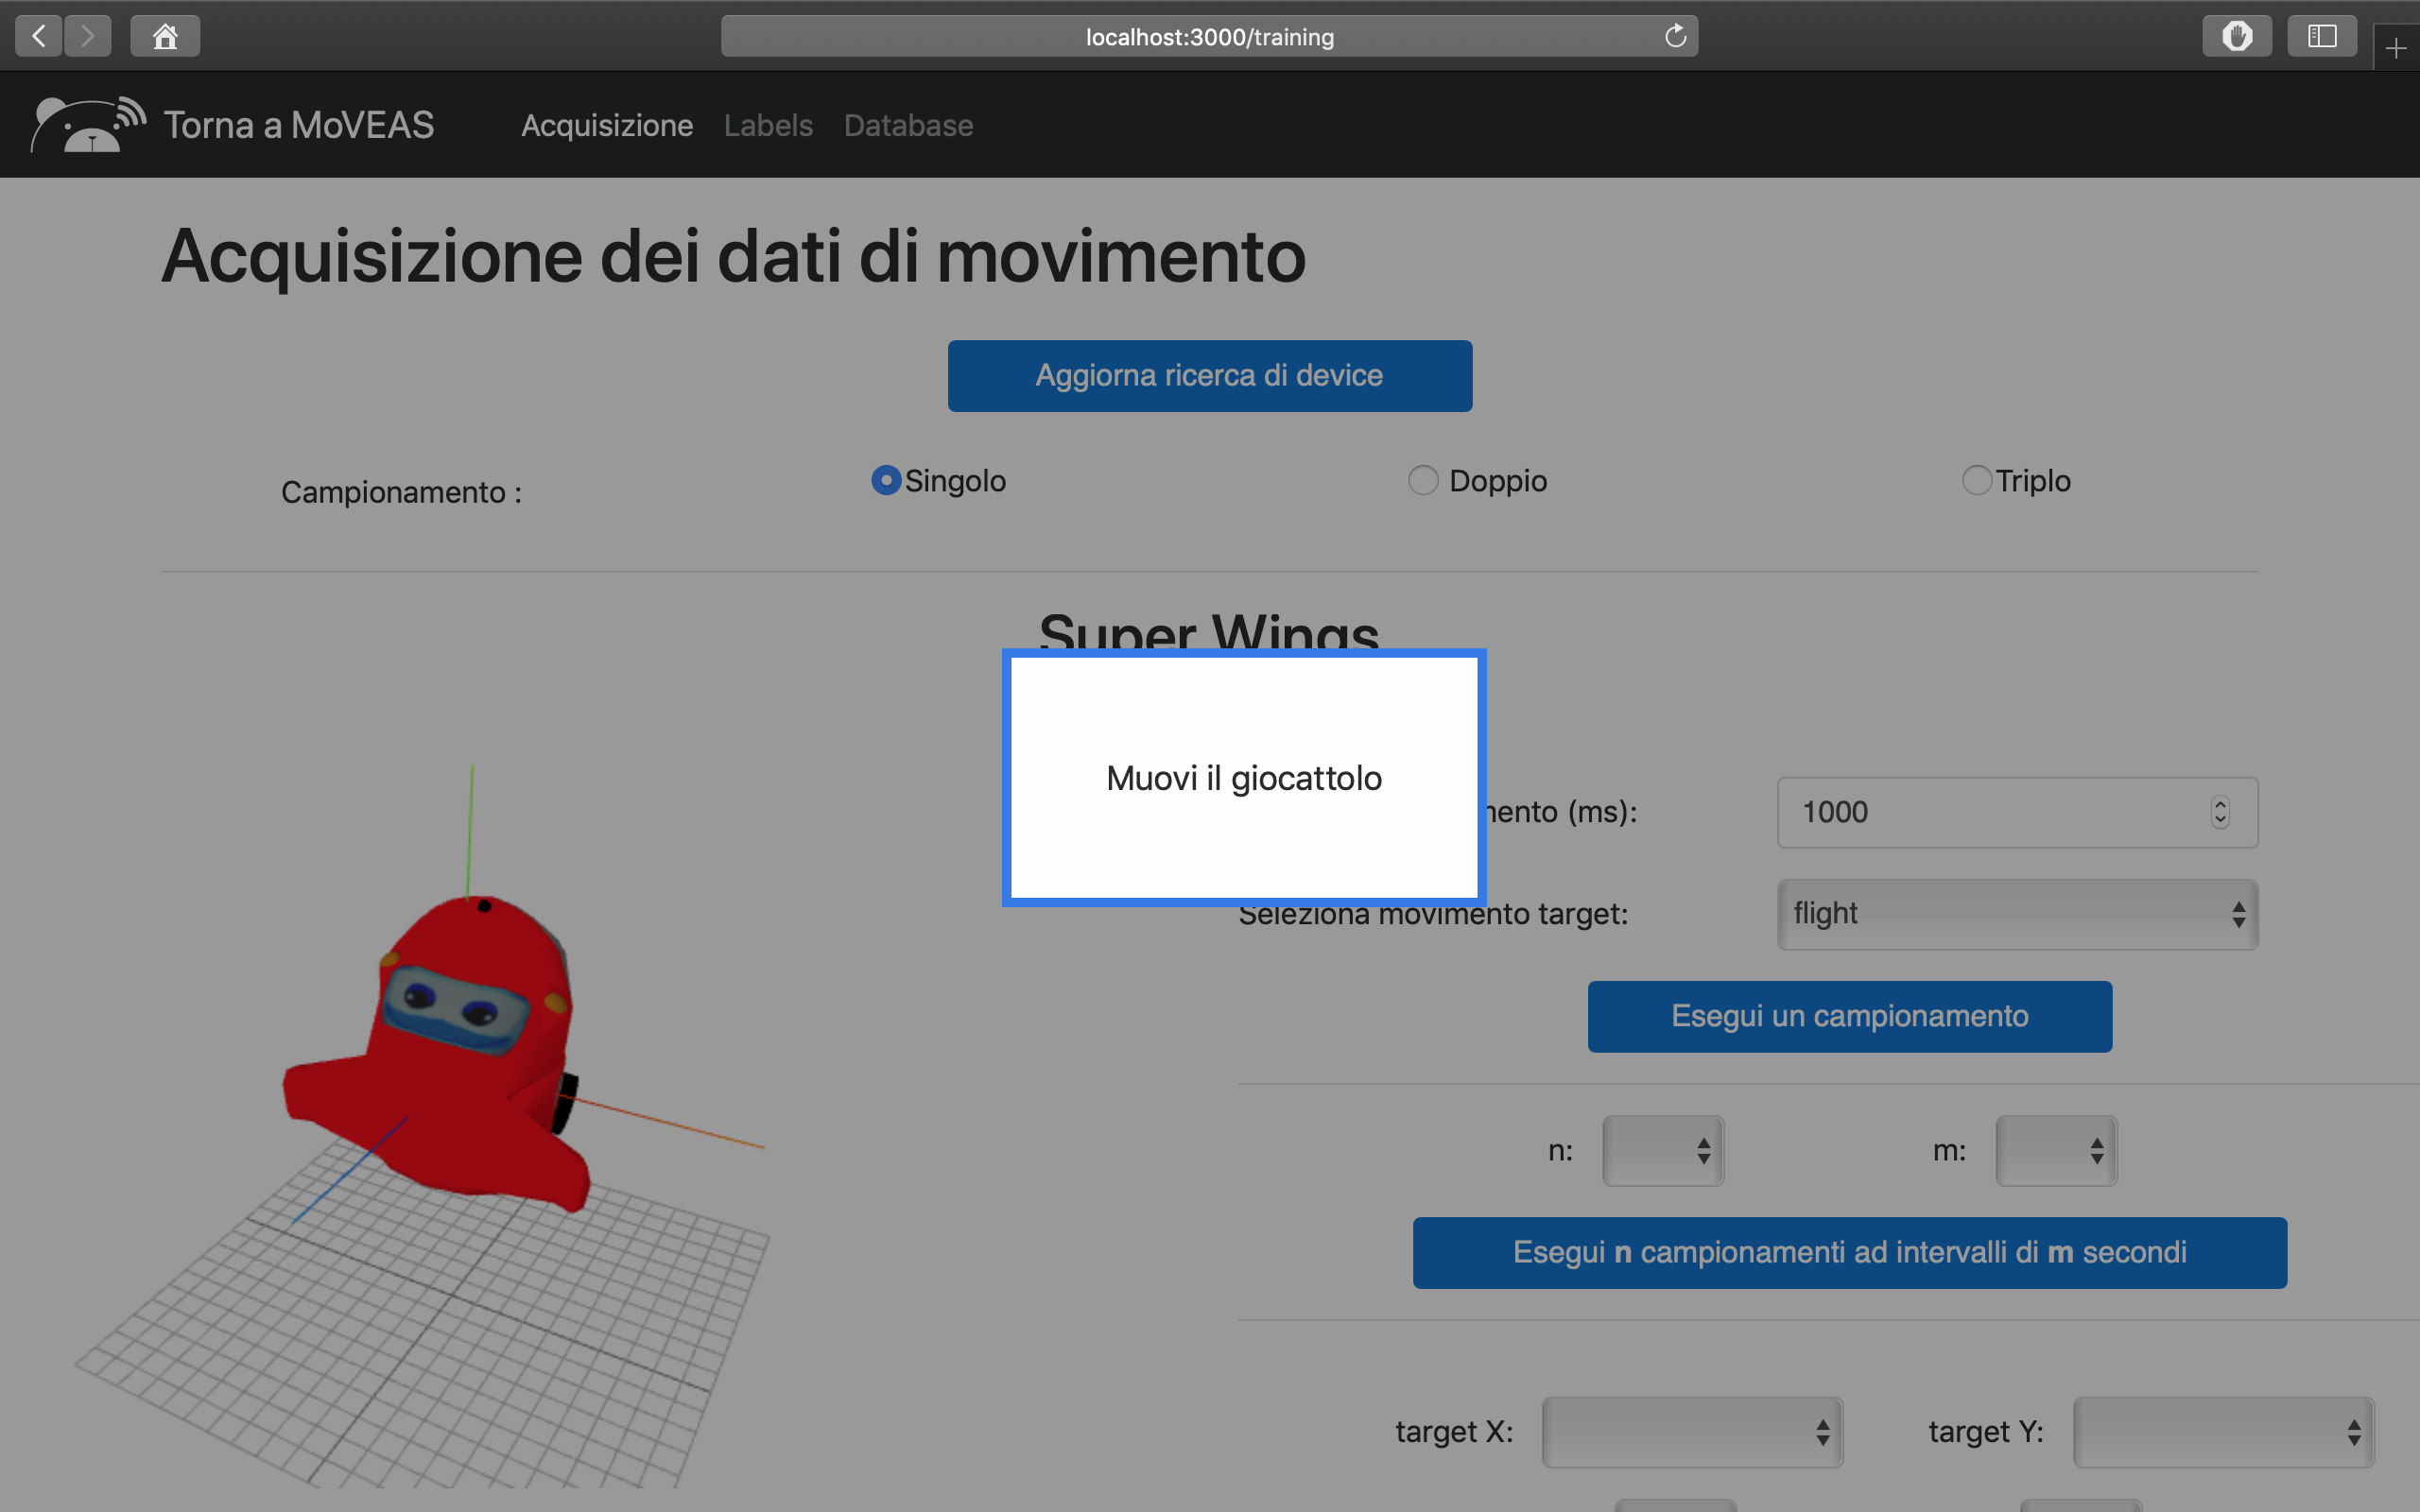 localhost:3000/training
Torna a MoVEAS
Acquisizione
Labels
Database
Acquisizione dei dati di movimento
Aggiorna ricerca di device
Campionamento :
Singolo
Doppio
Triplo
Super Wings
Muovi il giocattolo
mento (ms):
1000
Seleziona movimento target:
flight
Esegui un campionamento
n:
m:
Esegui n campionamenti ad intervalli di m secondi
target X:
target Y: